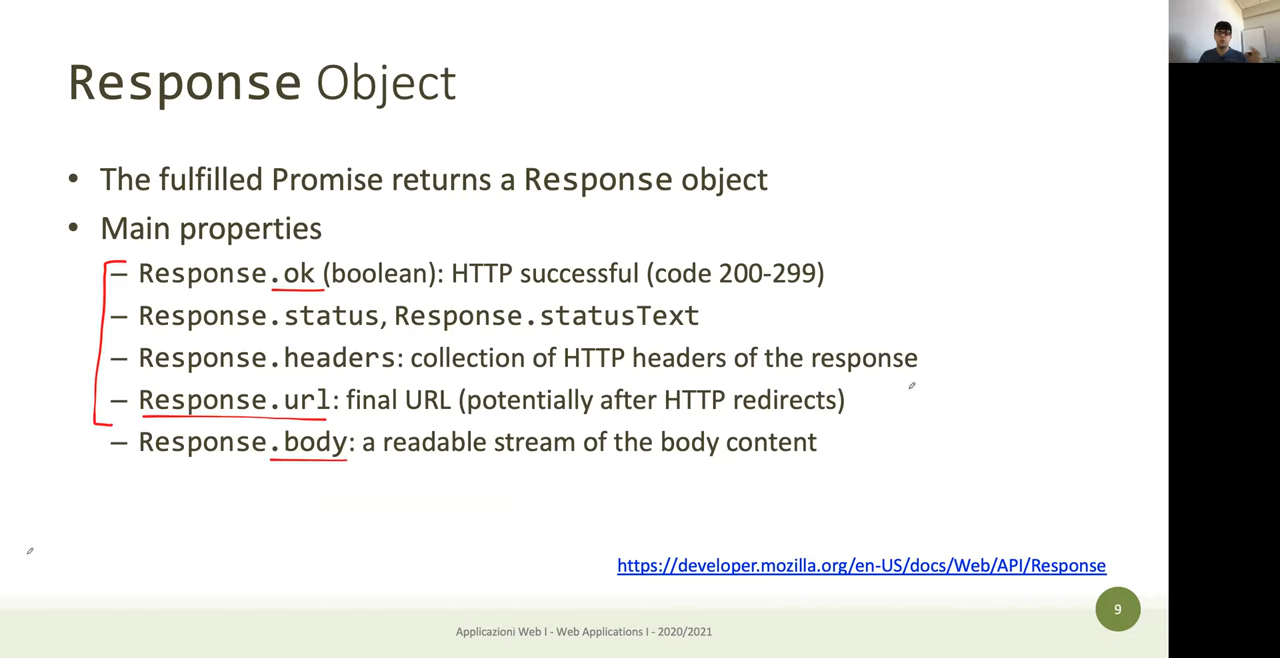 Response Object
• The fulfilled Promise returns a Response object
• Main properties
– Response.ok (boolean): HTTP successful (code 200-299)
– Response.status, Response.statusText
– Response.headers: collection of HTTP headers of the response
– Response.url: final URL (potentially after HTTP redirects)
– Response.body: a readable stream of the body content
https://developer.mozilla.org/en-US/docs/Web/API/Response
9
Applicazioni Web I - Web Applications I - 2020/2021